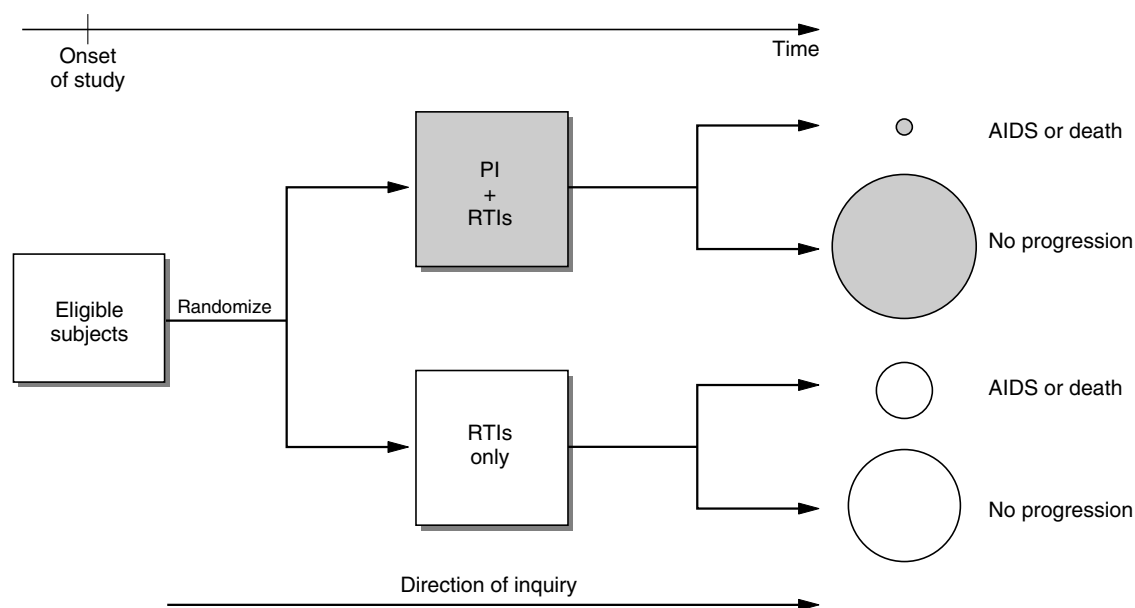 Time
Onset
of study
PI
+
RTIs
AIDS or death
No progression
Eligible
subjects
Randomize
RTIs
only
AIDS or death
No progression
Direction of inquiry